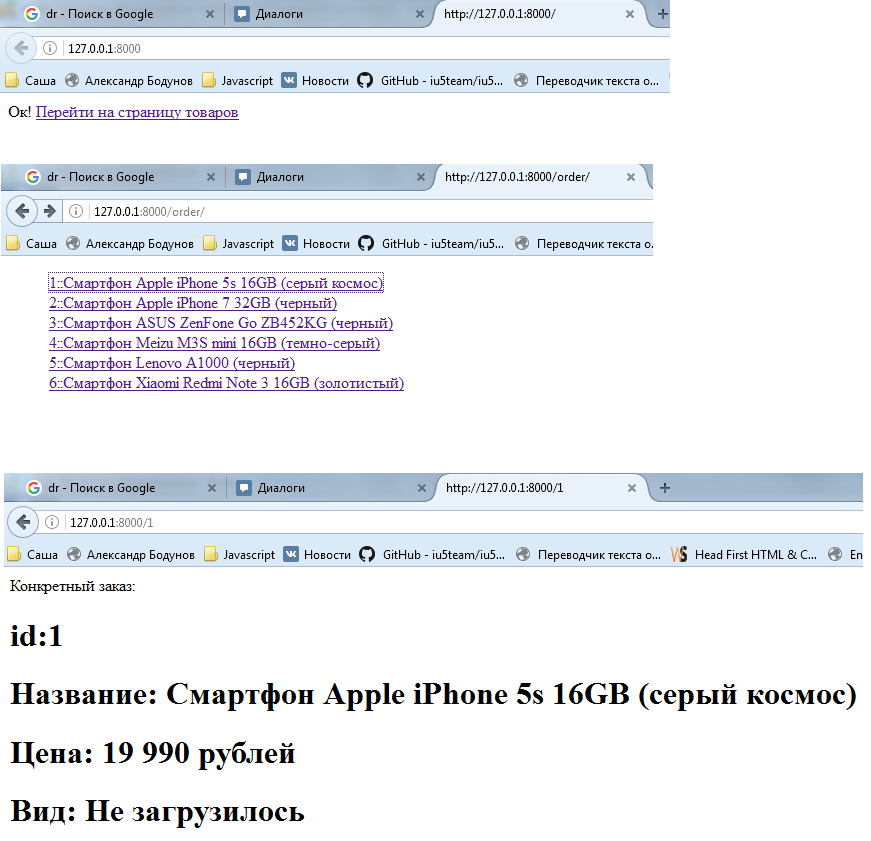 dr - Поиск в Google Диалоги http://127.0.0.1:8000/
127.0.0.1:8000
Саша Александр Бодунов Javascript Новости GitHub - iu5team/iu5... Переводчик текста о...
Ок! Перейти на страницу товаров
dr - Поиск в Google Диалоги http://127.0.0.1:8000/order/
127.0.0.1:8000/order/
Саша Александр Бодунов Javascript Новости GitHub - iu5team/iu5... Переводчик текста о..
1::Смартфон Apple iPhone 5s 16GB (серый космос)
2::Смартфон Apple iPhone 7 32GB (черный)
3::Смартфон ASUS ZenFone Go ZB452KG (черный)
4::Смартфон Meizu M3S mini 16GB (темно-серый)
5::Смартфон Lenovo A1000 (черный)
6::Смартфон Xiaomi Redmi Note 3 16GB (золотистый)
dr - Поиск в Google Диалоги http://127.0.0.1:8000/1
127.0.0.1:8000/1
Саша Александр Бодунов Javascript Новости GitHub - iu5team/iu5... Переводчик текста о... Head First HTML & C... En
Конкретный заказ:
id:1
Название: Смартфон Apple iPhone 5s 16GB (серый космос)
Цена: 19 990 рублей
Вид: Не загрузилось